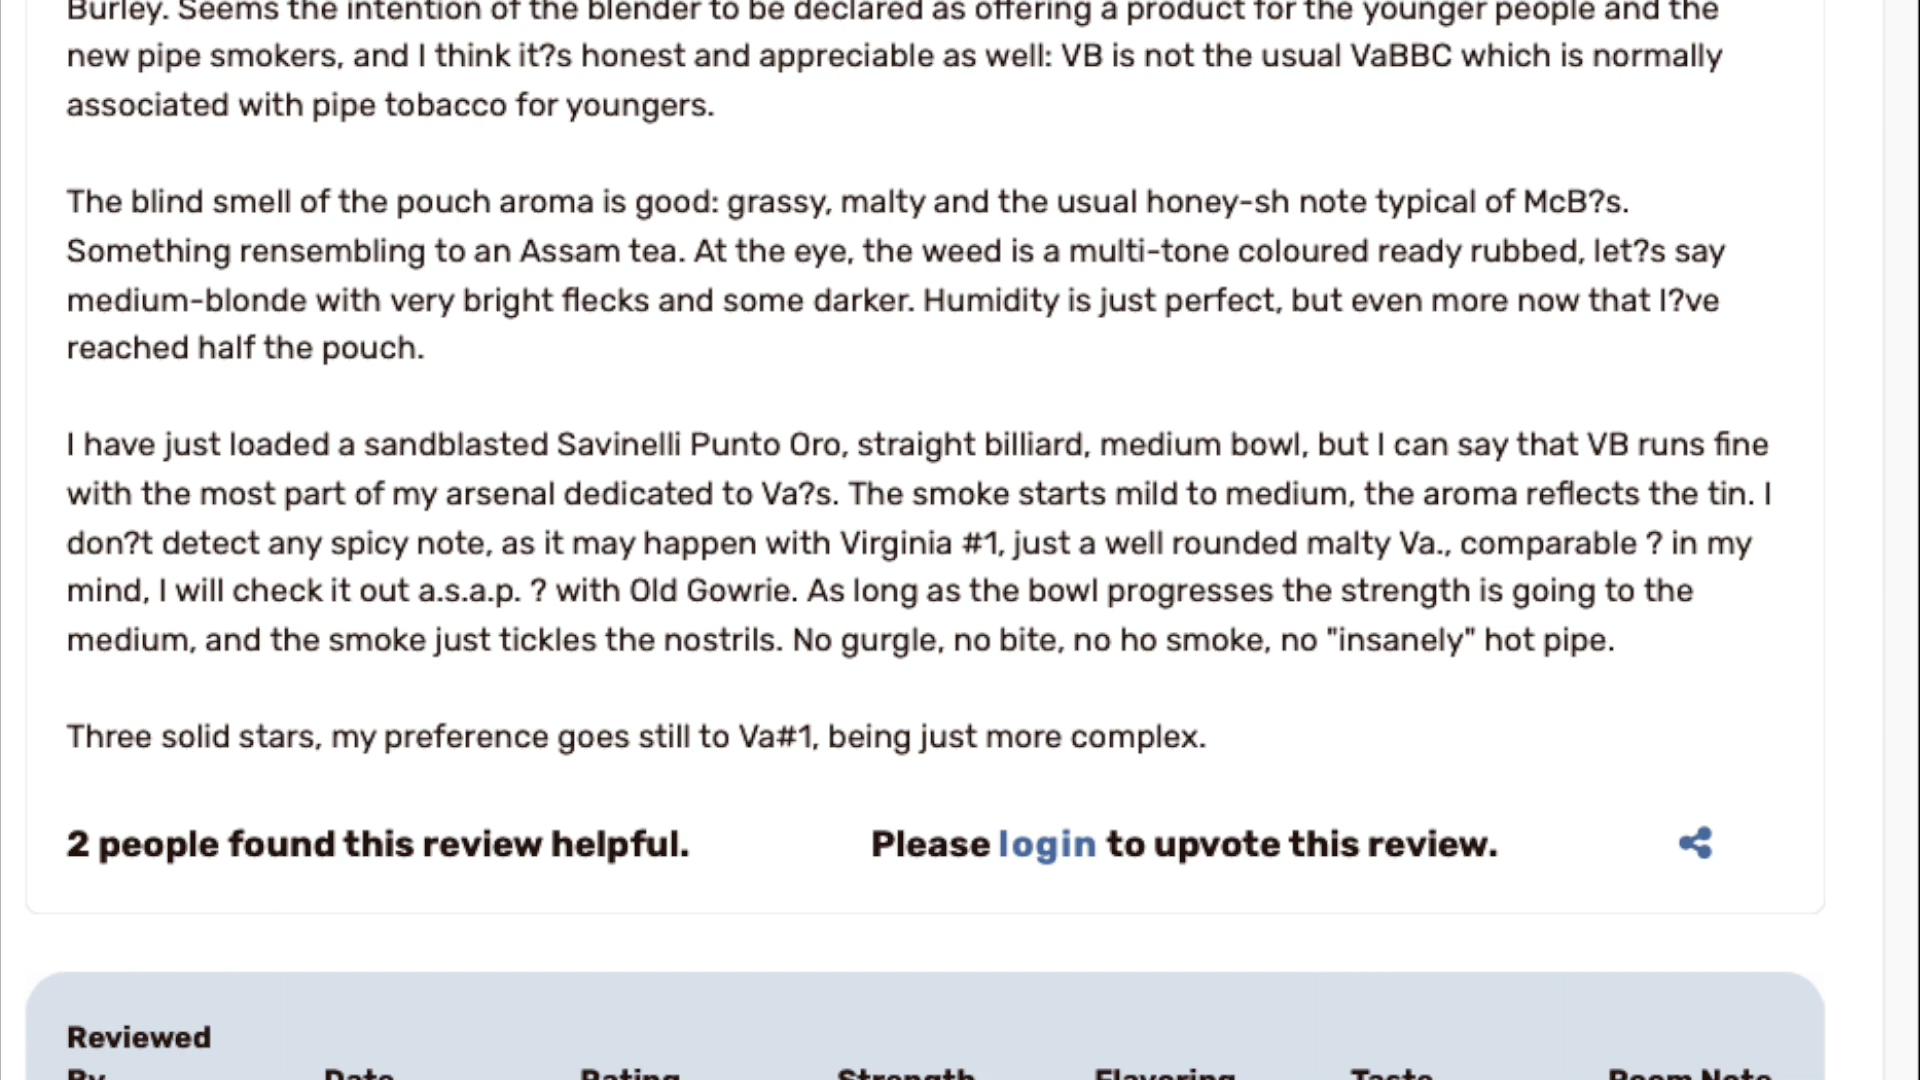 Burley. Seems the intention of the blender to be declared as offering a product for the younger people and the
new pipe smokers, and I think it?s honest and appreciable as well: VB is not the usual VaBBC which is normally
associated with pipe tobacco for youngers.
The blind smell of the pouch aroma is good: grassy, malty and the usual honey-sh note typical of McB?s.
Something rensembling to an Assam tea. At the eye, the weed is a multi-tone coloured ready rubbed, let?s say
medium-blonde with very bright flecks and some darker. Humidity is just perfect, but even more now that I?ve
reached half the pouch.
I have just loaded a sandblasted Savinelli Punto Oro, straight billiard, medium bowl, but I can say that VB runs fine
with the most part of my arsenal dedicated to Va?s. The smoke starts mild to medium, the aroma reflects the tin. I
don?t detect any spicy note, as it may happen with Virginia #1, just a well rounded malty Va., comparable ? in my
mind, I will check it out a.s.a.p. ? with Old Gowrie. As long as the bowl progresses the strength is going to the
medium, and the smoke just tickles the nostrils. No gurgle, no bite, no ho smoke, no "insanely" hot pipe.
Three solid stars, my preference goes still to Va#1, being just more complex.
2 people found this review helpful. Please login to upvote this review.
Reviewed
By Date Rating Strength Flavoring Taste Room Note